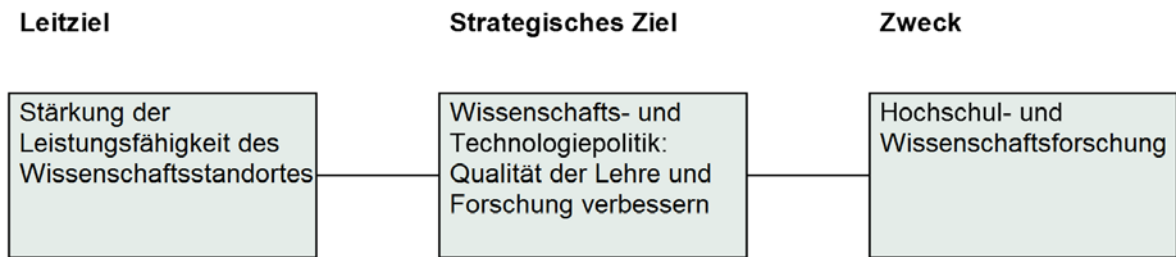 Leitziel
Strategisches Ziel
Zweck
Stärkung der
Leistungsfähigkeit des
Wissenschaftsstandortes
Wissenschafts- und
Technologiepolitik:
Qualität der Lehre und
Forschung verbessern
Hochschul- und
Wissenschaftsforschung